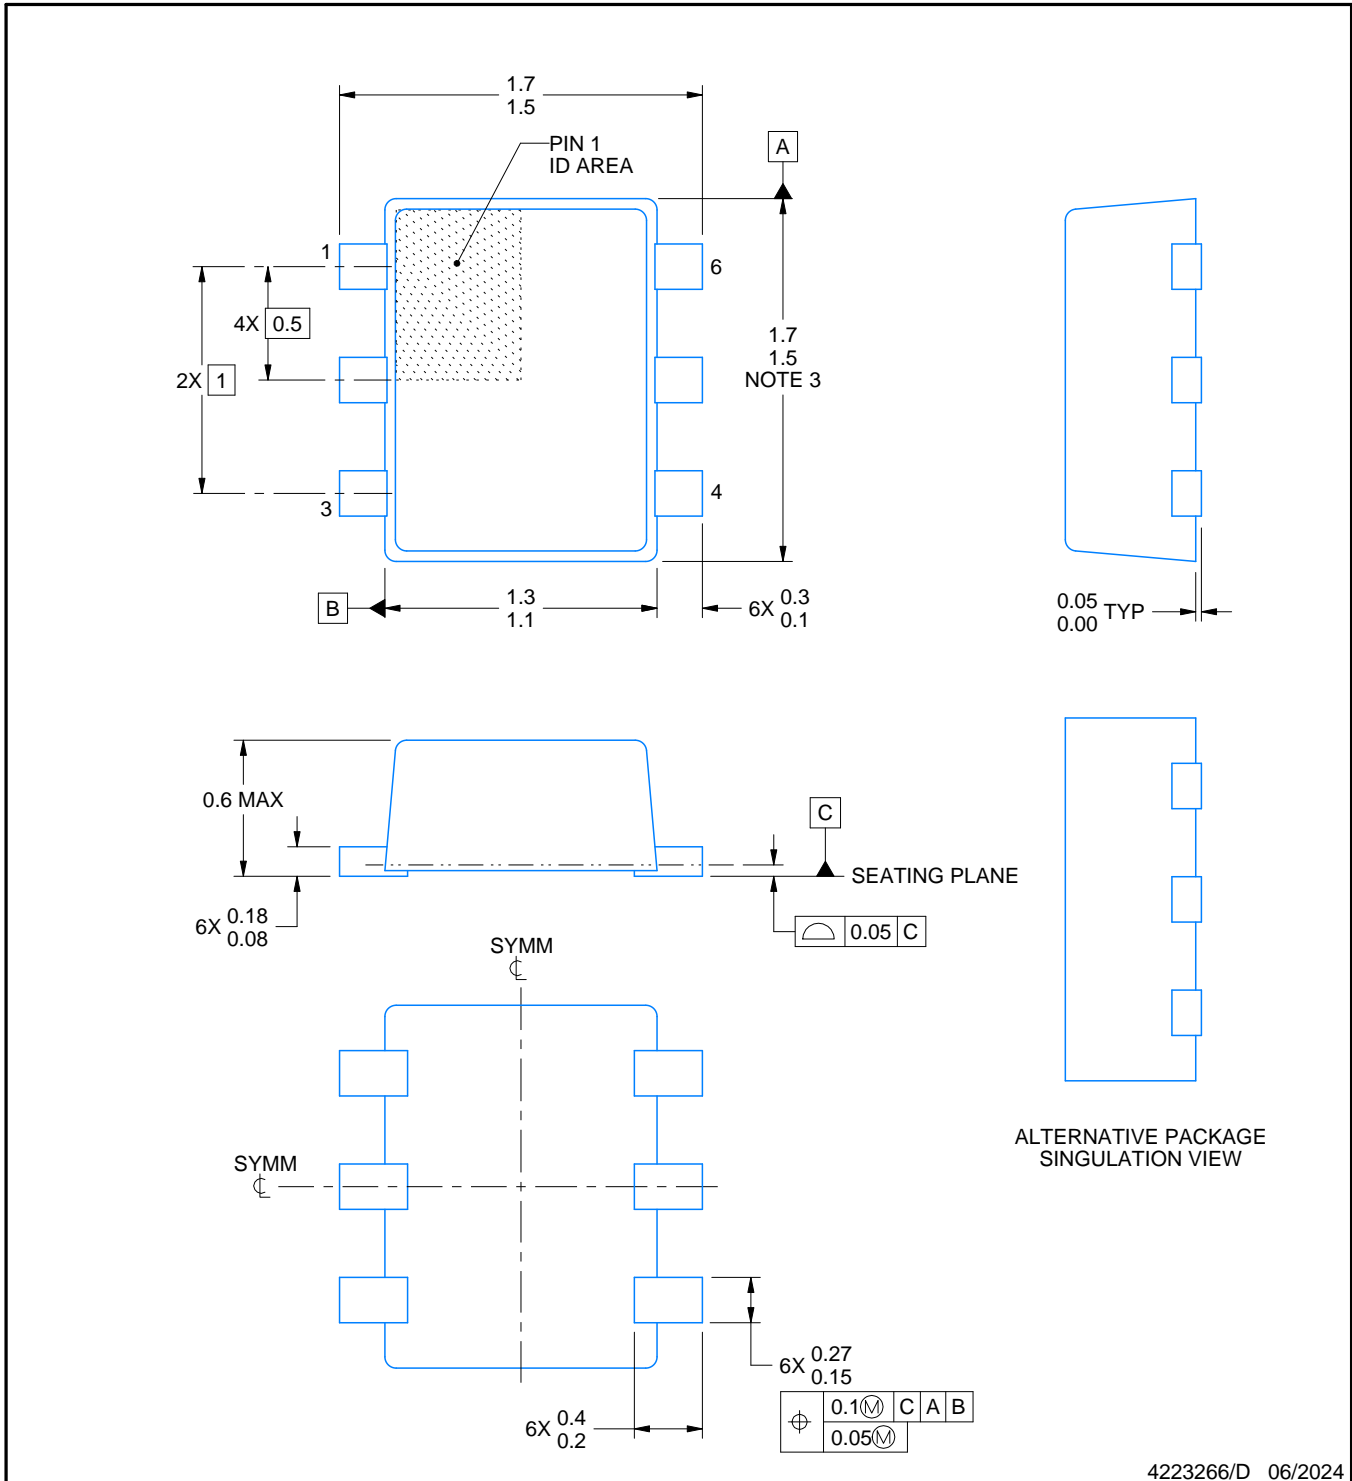 1.7
1.5
PIN 1
ID AREA
A
1
6
4X 0.5
2X 1
1.7
1.5
NOTE 3
3
4
B
1.3
1.1
6X 0.3
0.1
0.05
0.00 TYP
0.6 MAX
C
SEATING PLANE
6X 0.18
0.08
0.05 C
SYMM
SYMM
ALTERNATIVE PACKAGE
SINGULATION VIEW
6X 0.27
0.15
0.1Ⓜ C A B
0.05Ⓜ
6X 0.4
0.2
4223266/D 06/2024